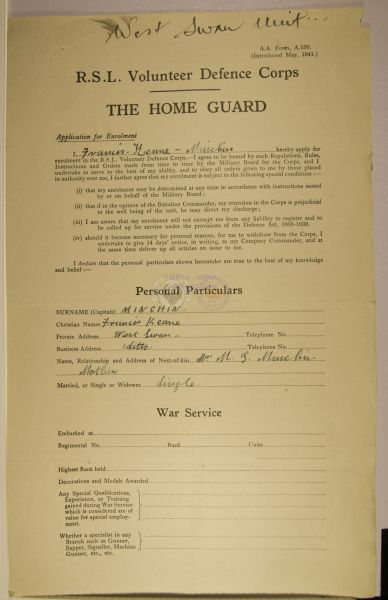 West Swan Unit...
A.A. Form, A.150.
(Introduced May, 1941.)
R.S.L. Volunteer Defence Corps
THE HOME GUARD
Application for Enrolment
I, Francis Keane - Minchin hereby apply for
enrolment in the R.S.L. Volunteer Defence Corps,—I agree to be bound by such Regulations, Rules,
Instructions and Orders made from time to time by the Military Board for the Corps, and I
undertake to serve to the best of my ability, and to obey all orders given to me by those placed
in authority over me, I further agree that my enrolment is subject to the following special conditions :—
(i) that my enrolment may be determined at any time in accordance with instructions issued
by or on behalf of the Military Board;
(ii) that if in the opinion of the Battalion Commander, my retention in the Corps is prejudicial
to the well being of the unit, he may direct my discharge;
(iii) I am aware that my enrolment will not exempt me from any liability to register and to
be called up for service under the provisions of the Defence Act, 1903-1939.
(iv) should it become necessary for personal reasons, for me to withdraw from the Corps, I
undertake to give 14 days' notice, in writing, to my Company Commander, and at
the same time deliver up all articles on issue to me.
I declare that the personal particulars shown hereunder are true to the best of my knowledge
and belief :—
Personal Particulars
SURNAME (Capitals) MINCHIN.
Christian Names Francis Keane
Private Address West Swan Telephone No.
Business Address ditto Telephone No.
Name, Relationship and Address of Next-of-kin Mrs M. G. Minchin
Mother
Married, or Single or Widower Single
War Service
Embarked at
Regimental No. Rank Units
Highest Rank held
Decorations and Medals Awarded
Any Special Qualifications,
Experience, or Training
gained during War Service
which is considered are of
value for special employ-
ment.
Whether a specialist in any
Branch such as Gunner,
Sapper, Signaller, Machine
Gunner, etc., etc.